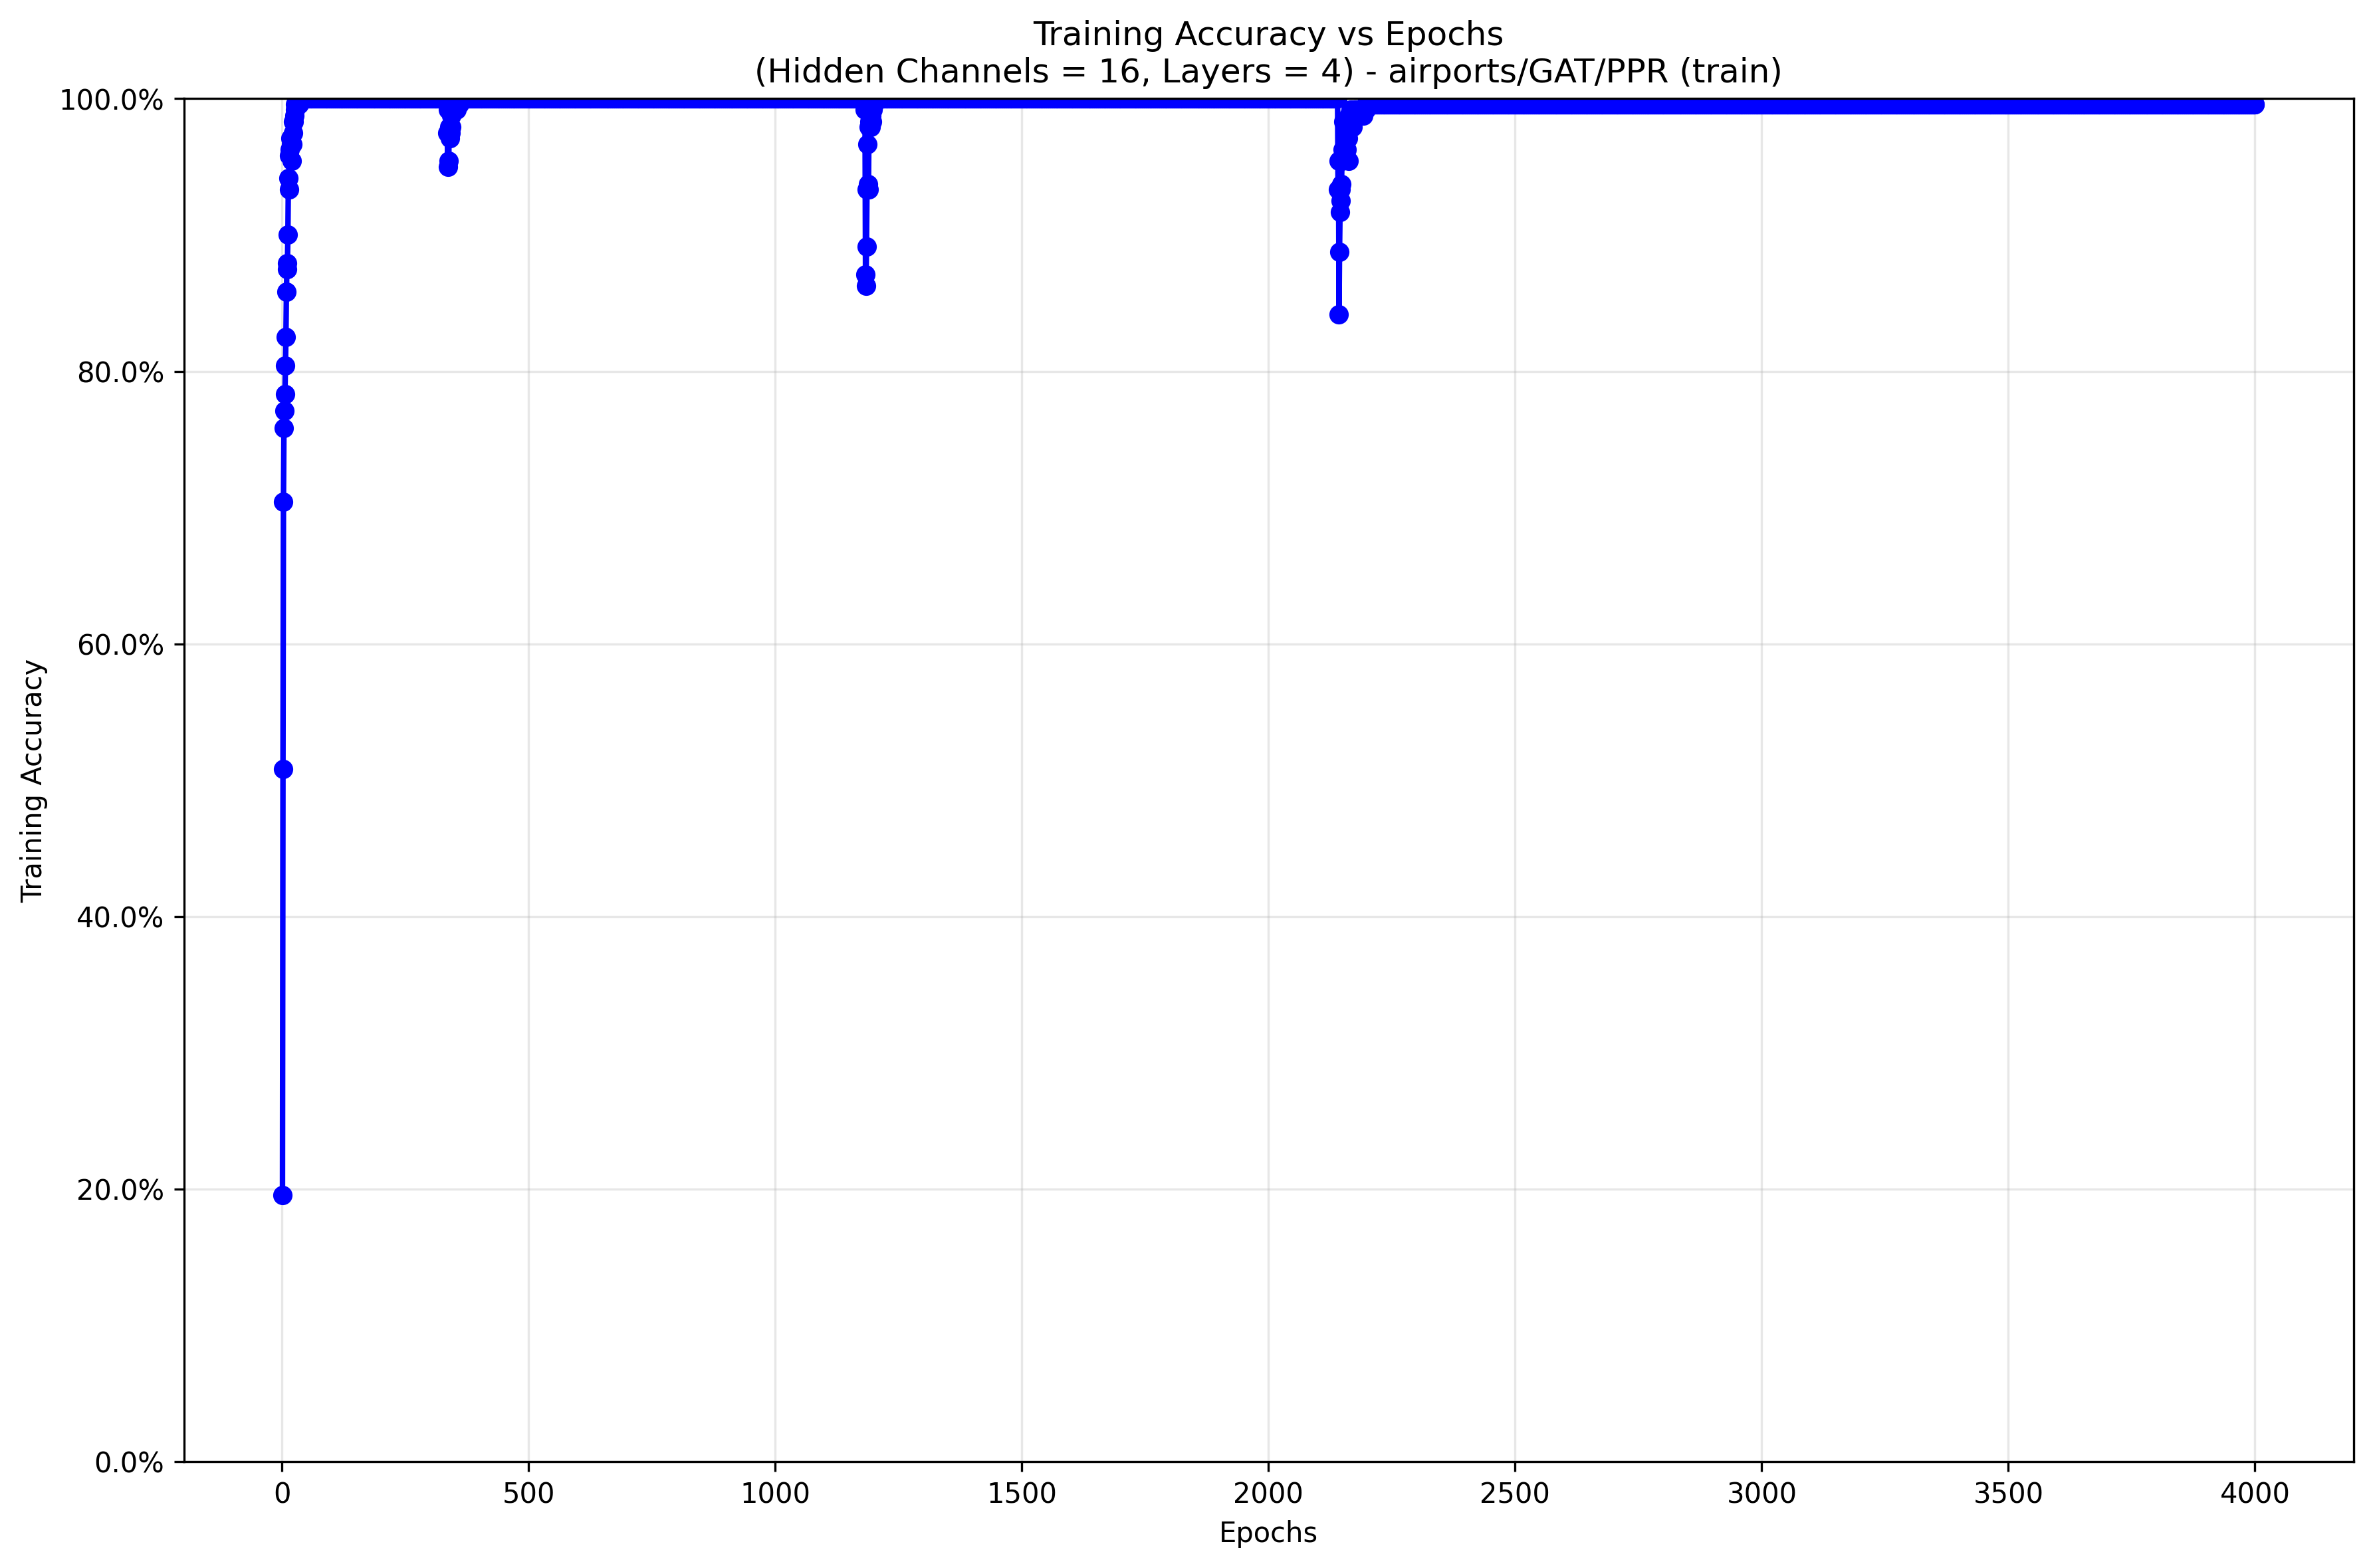 Training Accuracy vs Epochs
(Hidden Channels = 16, Layers = 4) - airports/GAT/PPR (train)
100.0%
80.0%
60.0%
40.0%
20.0%
0.0%
Training Accuracy
0 500 1000 1500 2000 2500 3000 3500 4000
Epochs